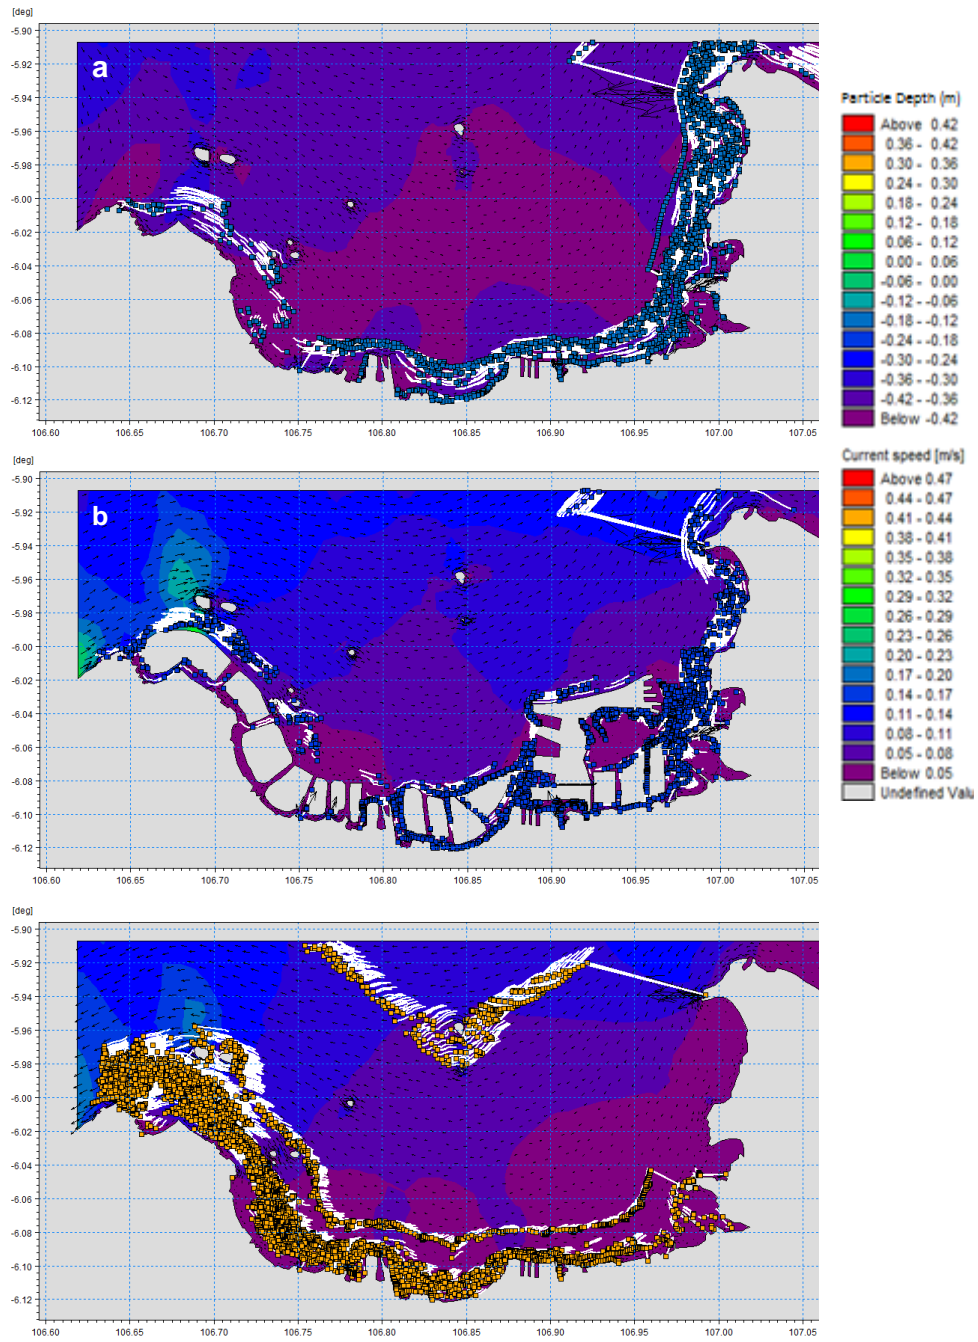 [deg]
-5.90
-5.92
-5.94
-5.96
-5.98
-6.00
-6.02
-6.04
-6.06
-6.08
-6.10
-6.12
a
106.60 106.65 106.70 106.75 106.80 106.85 106.90 106.95 107.00 107.05
Particle Depth (m)
Above 0.42
0.36 - 0.42
0.30 - 0.36
0.24 - 0.30
0.18 - 0.24
0.12 - 0.18
0.06 - 0.12
0.00 - 0.06
-0.06 - 0.00
-0.12 - -0.06
-0.18 - -0.12
-0.24 - -0.18
-0.30 - -0.24
-0.36 - -0.30
-0.42 - -0.36
Below -0.42
[deg]
-5.90
-5.92
-5.94
-5.96
-5.98
-6.00
-6.02
-6.04
-6.06
-6.08
-6.10
-6.12
b
106.60 106.65 106.70 106.75 106.80 106.85 106.90 106.95 107.00 107.05
Current speed [m/s]
Above 0.47
0.44 - 0.47
0.41 - 0.44
0.38 - 0.41
0.35 - 0.38
0.32 - 0.35
0.29 - 0.32
0.26 - 0.29
0.23 - 0.26
0.20 - 0.23
0.17 - 0.20
0.14 - 0.17
0.11 - 0.14
0.08 - 0.11
0.05 - 0.08
Below 0.05
Undefined Valu
[deg]
-5.90
-5.92
-5.94
-5.96
-5.98
-6.00
-6.02
-6.04
-6.06
-6.08
-6.10
-6.12
106.60 106.65 106.70 106.75 106.80 106.85 106.90 106.95 107.00 107.05